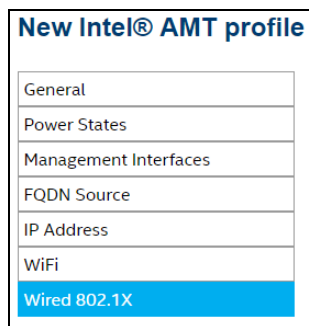 New Intel® AMT profile
General
Power States
Management Interfaces
FQDN Source
IP Address
WiFi
Wired 802.1X